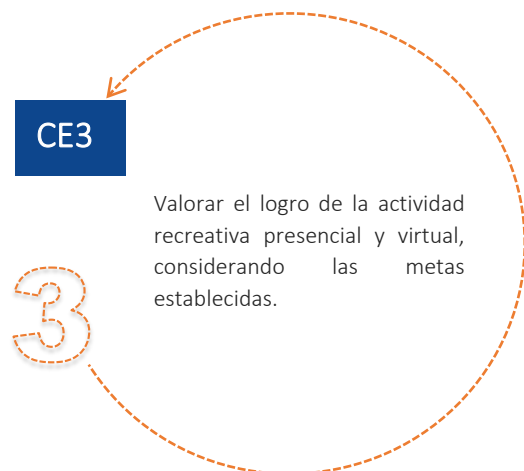 CE3
Valorar el logro de la actividad
recreativa presencial y virtual,
considerando las metas
establecidas.
3